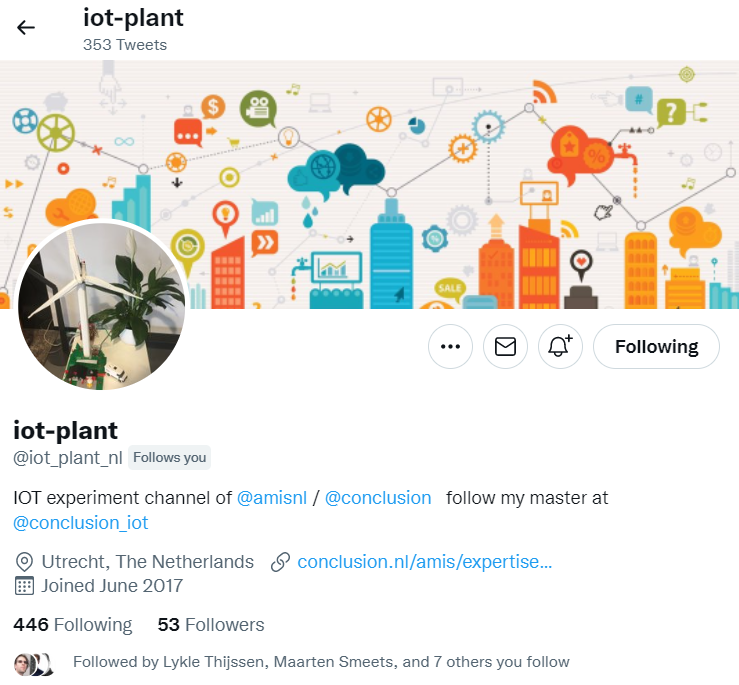 iot-plant
353 Tweets
$
#
?
%
SALE
Following
iot-plant
@iot_plant_nl Follows you
IOT experiment channel of @amisnl / @conclusion follow my master at
@conclusion_iot
Utrecht, The Netherlands conclusion.nl/amis/expertise...
Joined June 2017
446 Following 53 Followers
Followed by Lykle Thijssen, Maarten Smeets, and 7 others you follow